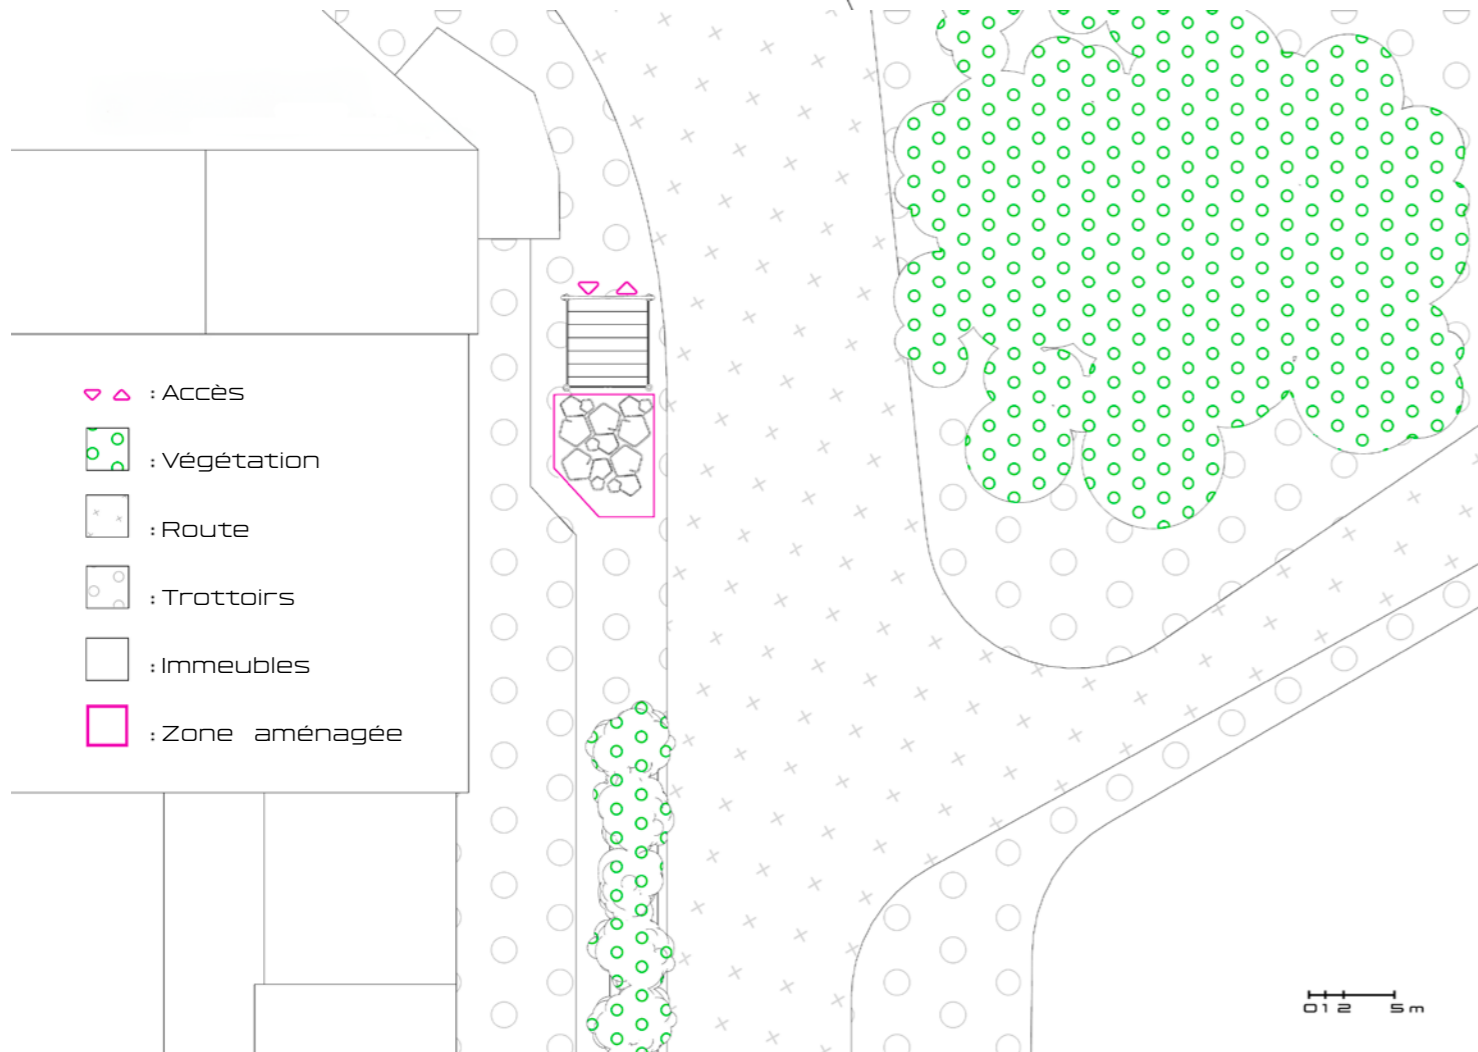 : Accès
: Végétation
: Route
: Trottoirs
: Immeubles
: Zone aménagée
0 1 2 5 m